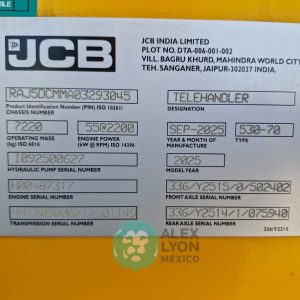 JCB
JCB INDIA LIMITED
PLOT NO. DTA-006-001-002
VILL. BAGRU KHURD, MAHINDRA WORLD CITY
TEH. SANGANER, JAIPUR-302037 INDIA.
RAJ5DCMMA03293045
Product Identification Number (PIN) ISO 10261/
CHASSIS NUMBER
TELEHANDLER
DESIGNATION
7220
OPERATING MASS
(kg) ISO 6016
55@2200
ENGINE POWER
(kW @ RPM) ISO 14396
SEP-2025
YEAR & MONTH OF
MANUFACTURE
530-70
TYPE
I092500627
HYDRAULIC PUMP SERIAL NUMBER
2025
MODEL YEAR
H00487317
ENGINE SERIAL NUMBER
336/Y2515/0/502402
FRONT AXLE SERIAL NUMBER
TRANSMISSION SERIAL NUMBER
336/Y2514/1/075940
REAR AXLE SERIAL NUMBER
336/Y2215
ALEX
LYON
MÉXICO